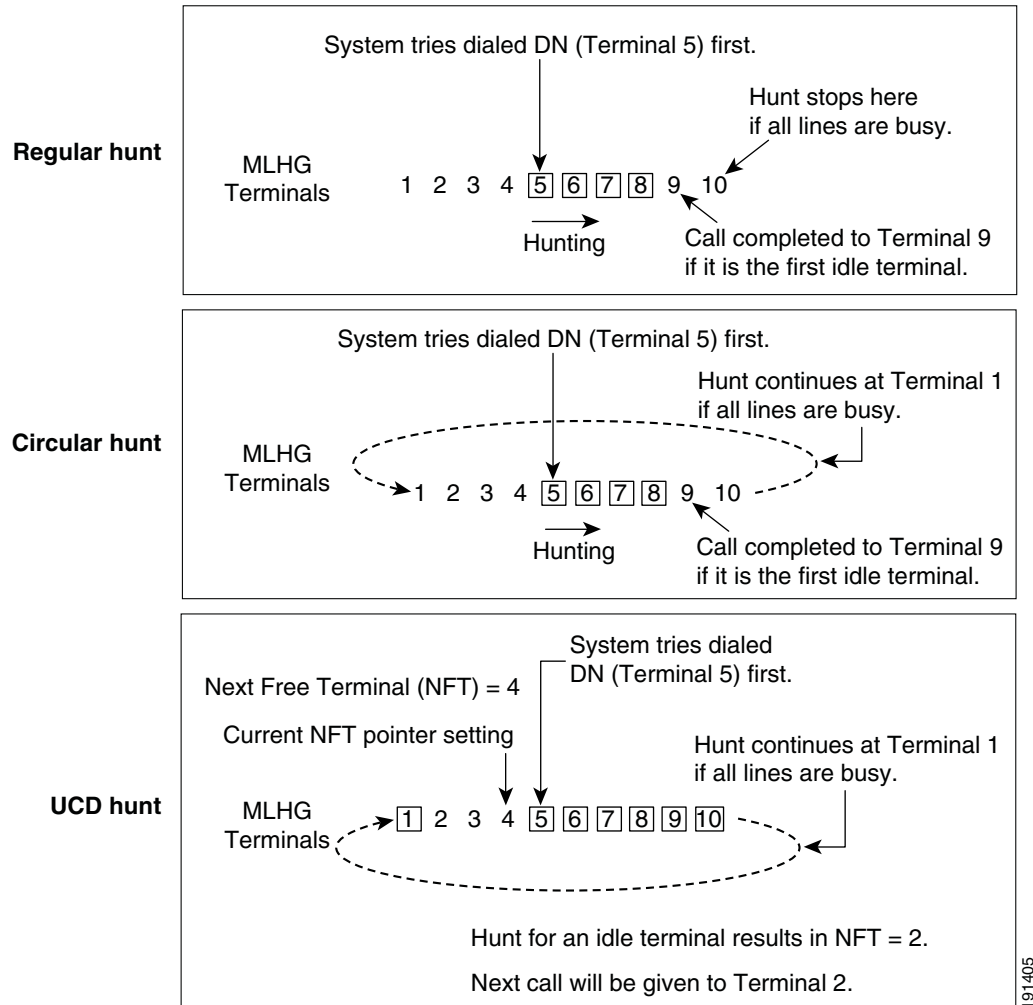 System tries dialed DN (Terminal 5) first.
Hunt stops here
if all lines are busy.
Regular hunt
MLHG
Terminals
1 2 3 4 5 6 7 8 9 10
Hunting
Call completed to Terminal 9
if it is the first idle terminal.
System tries dialed DN (Terminal 5) first.
Hunt continues at Terminal 1
if all lines are busy.
Circular hunt
MLHG
Terminals
1 2 3 4 5 6 7 8 9 10
Hunting
Call completed to Terminal 9
if it is the first idle terminal.
System tries dialed
DN (Terminal 5) first.
Next Free Terminal (NFT) = 4
Current NFT pointer setting
Hunt continues at Terminal 1
if all lines are busy.
UCD hunt
MLHG
Terminals
1 2 3 4 5 6 7 8 9 10
Hunt for an idle terminal results in NFT = 2.
Next call will be given to Terminal 2.
191405